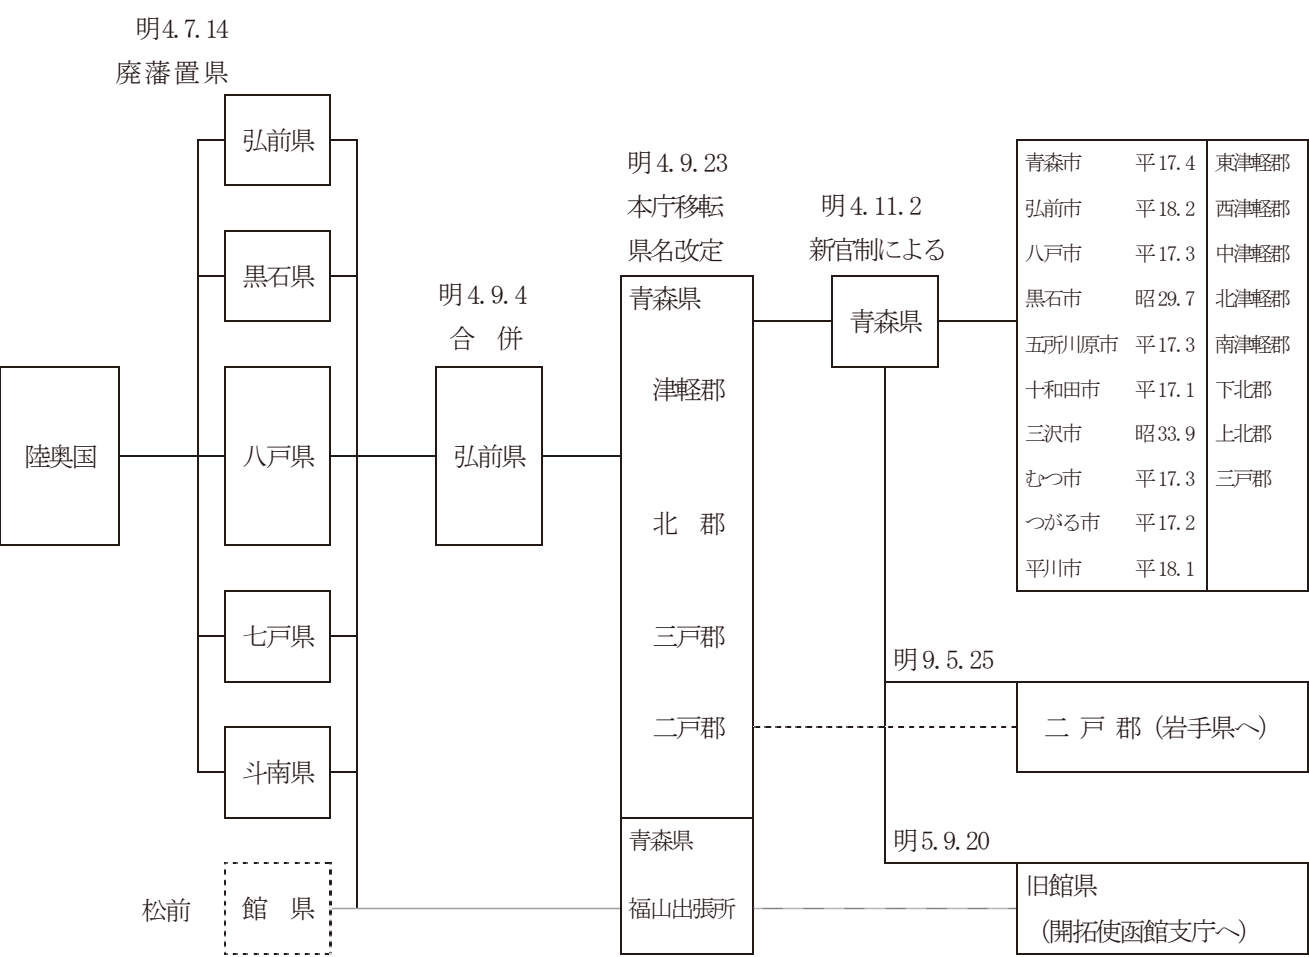 明4.7.14
廃藩置県
弘前県
黒石県
陸奥国
八戸県
七戸県
斗南県
松前
館　県
明4.9.4
合　併
弘前県
明4.9.23
本庁移転
県名改定
青森県
津軽郡
北　郡
三戸郡
二戸郡
青森県
福山出張所
明4.11.2
新官制による
青森県
青森市　平17.4　東津軽郡
弘前市　平18.2　西津軽郡
八戸市　平17.3　中津軽郡
黒石市　昭29.7　北津軽郡
五所川原市　平17.3　南津軽郡
十和田市　平17.1　下北郡
三沢市　昭33.9　上北郡
むつ市　平17.3　三戸郡
つがる市　平17.2
平川市　平18.1
明9.5.25
二 戸 郡（岩手県へ）
明5.9.20
旧館県
（開拓使函館支庁へ）